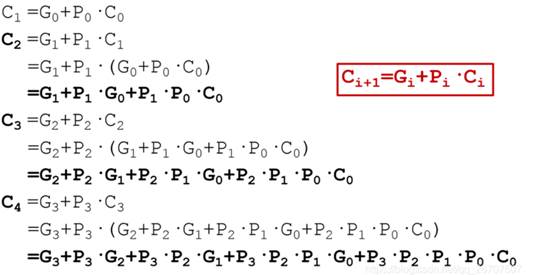 C₁ =G₀+P₀·C₀
C₂ =G₁+P₁·C₁
=G₁+P₁·(G₀+P₀·C₀)
=G₁+P₁·G₀+P₁·P₀·C₀
Cᵢ₊₁=Gᵢ+Pᵢ·Cᵢ
C₃ =G₂+P₂·C₂
=G₂+P₂·(G₁+P₁·G₀+P₁·P₀·C₀)
=G₂+P₂·G₁+P₂·P₁·G₀+P₂·P₁·P₀·C₀
C₄ =G₃+P₃·C₃
=G₃+P₃·(G₂+P₂·G₁+P₂·P₁·G₀+P₂·P₁·P₀·C₀)
=G₃+P₃·G₂+P₃·P₂·G₁+P₃·P₂·P₁·G₀+P₃·P₂·P₁·P₀·C₀